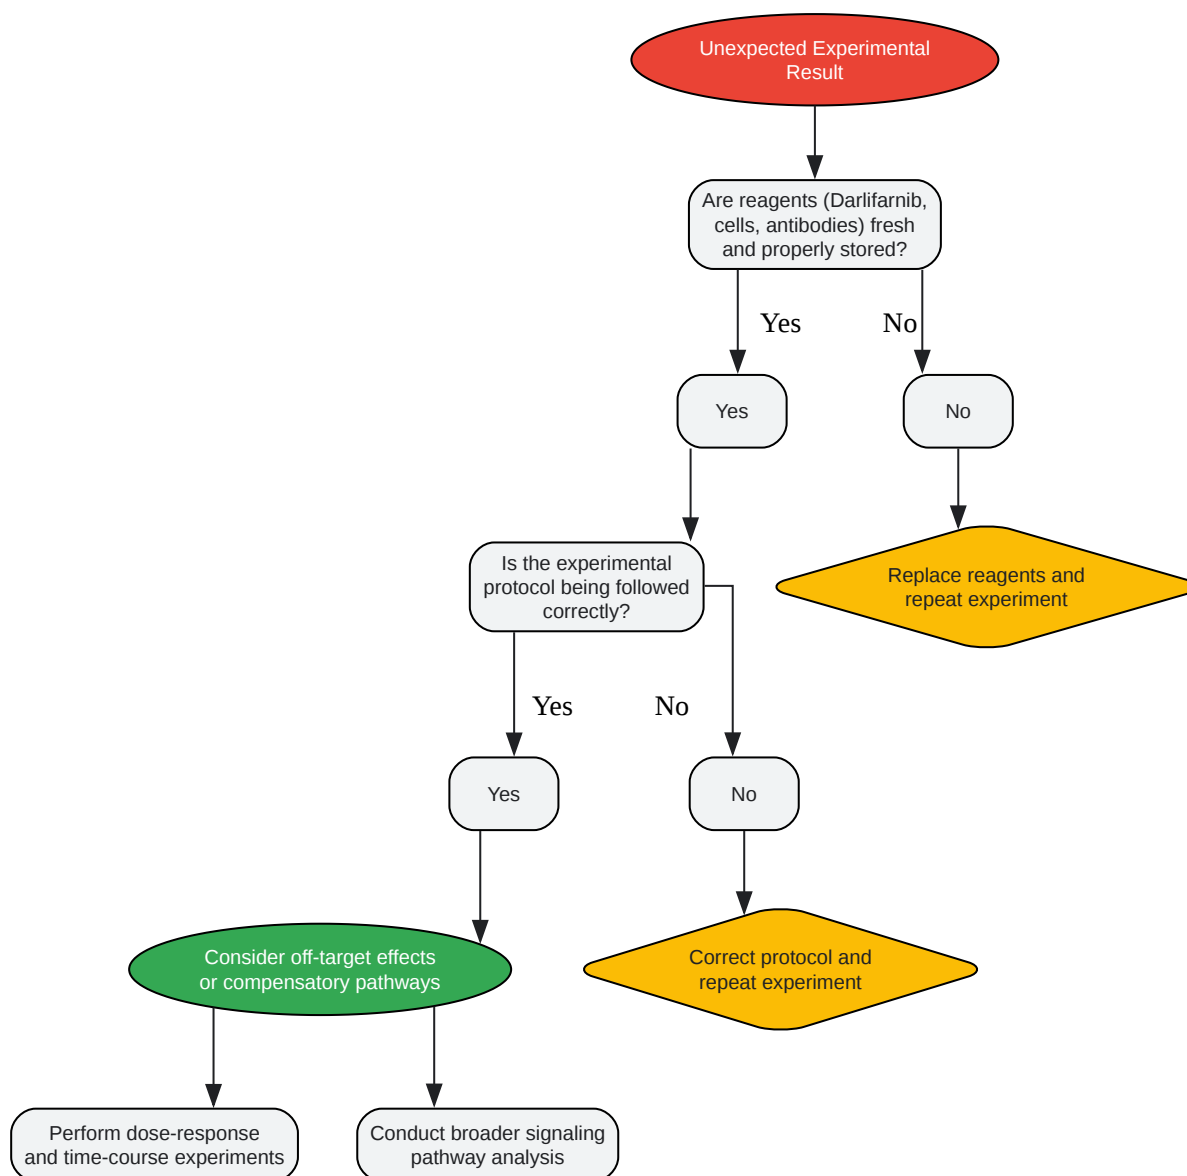 Unexpected Experimental
Result
Are reagents (Darlifarnib,
cells, antibodies) fresh
and properly stored?
Yes
No
Yes
No
Is the experimental
protocol being followed
correctly?
Replace reagents and
repeat experiment
Yes
No
Yes
No
Consider off-target effects
or compensatory pathways
Correct protocol and
repeat experiment
Perform dose-response
and time-course experiments
Conduct broader signaling
pathway analysis